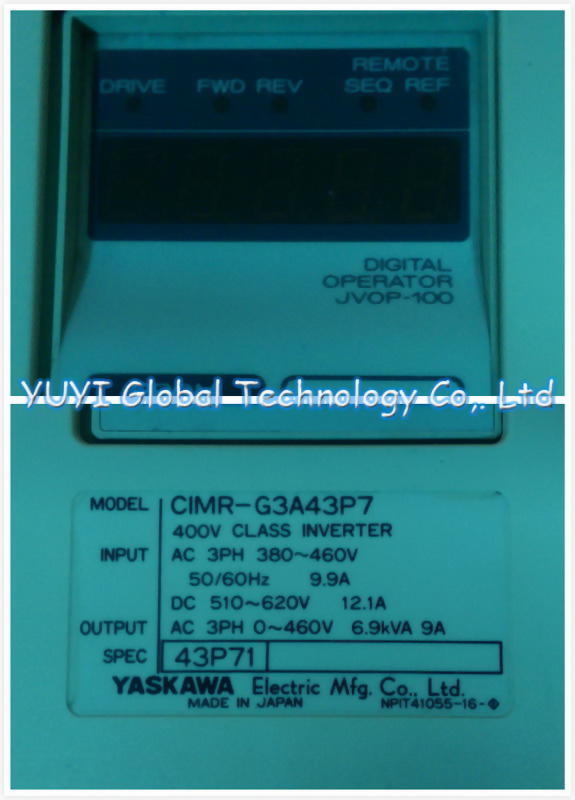 REMOTE
DRIVE FWD REV SEQ REF
DIGITAL
OPERATOR
JVOP-100
YUYI Global Technology Co,. Ltd
MODEL CIMR-G3A43P7
400V CLASS INVERTER
INPUT AC 3PH 380~460V
50/60Hz 9.9A
DC 510~620V 12.1A
OUTPUT AC 3PH 0~460V 6.9kVA 9A
SPEC 43P71
YASKAWA Electric Mfg. Co., Ltd.
MADE IN JAPAN NPIT41055-16-